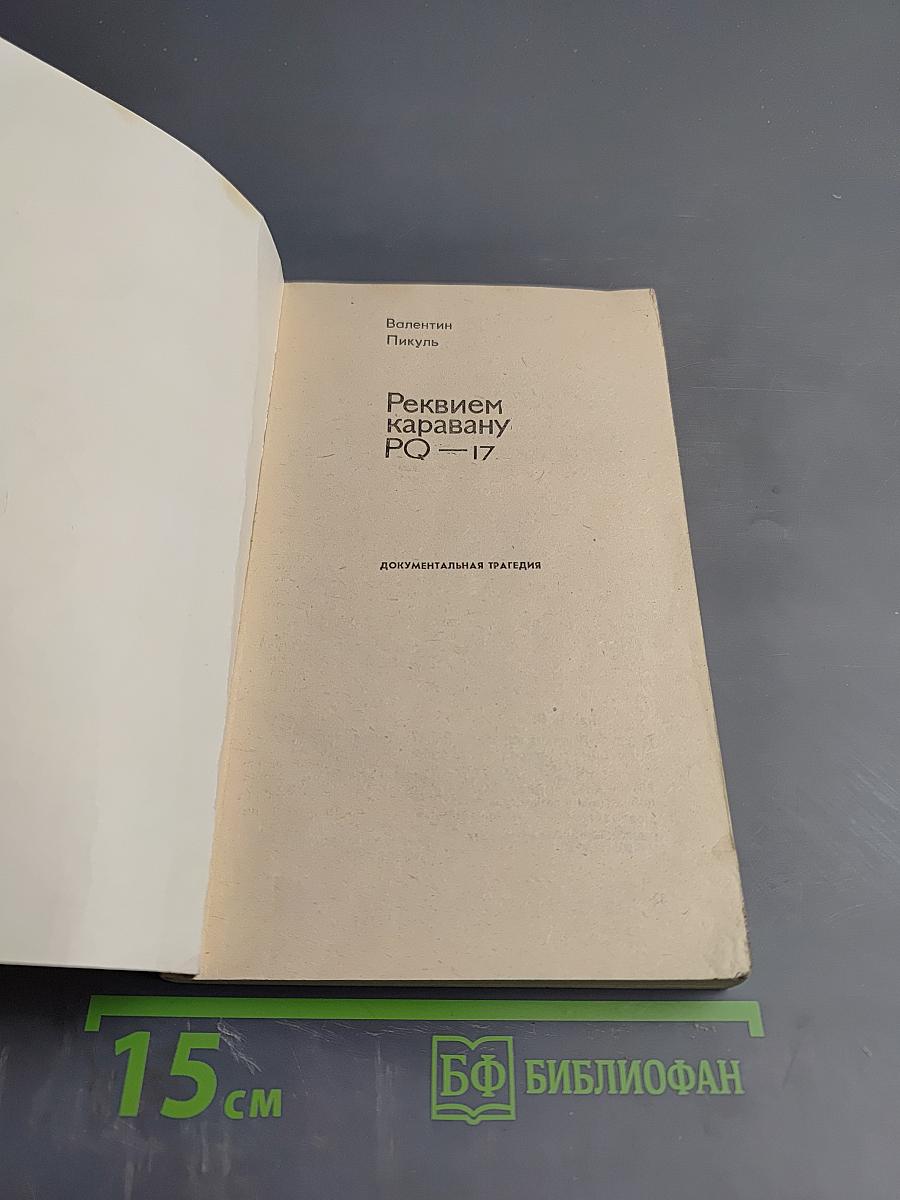 Валентин
Пикуль
Реквием
каравану
PQ — 17
ДОКУМЕНТАЛЬНАЯ ТРАГЕДИЯ
15 см
БФ БИБЛИОФАН